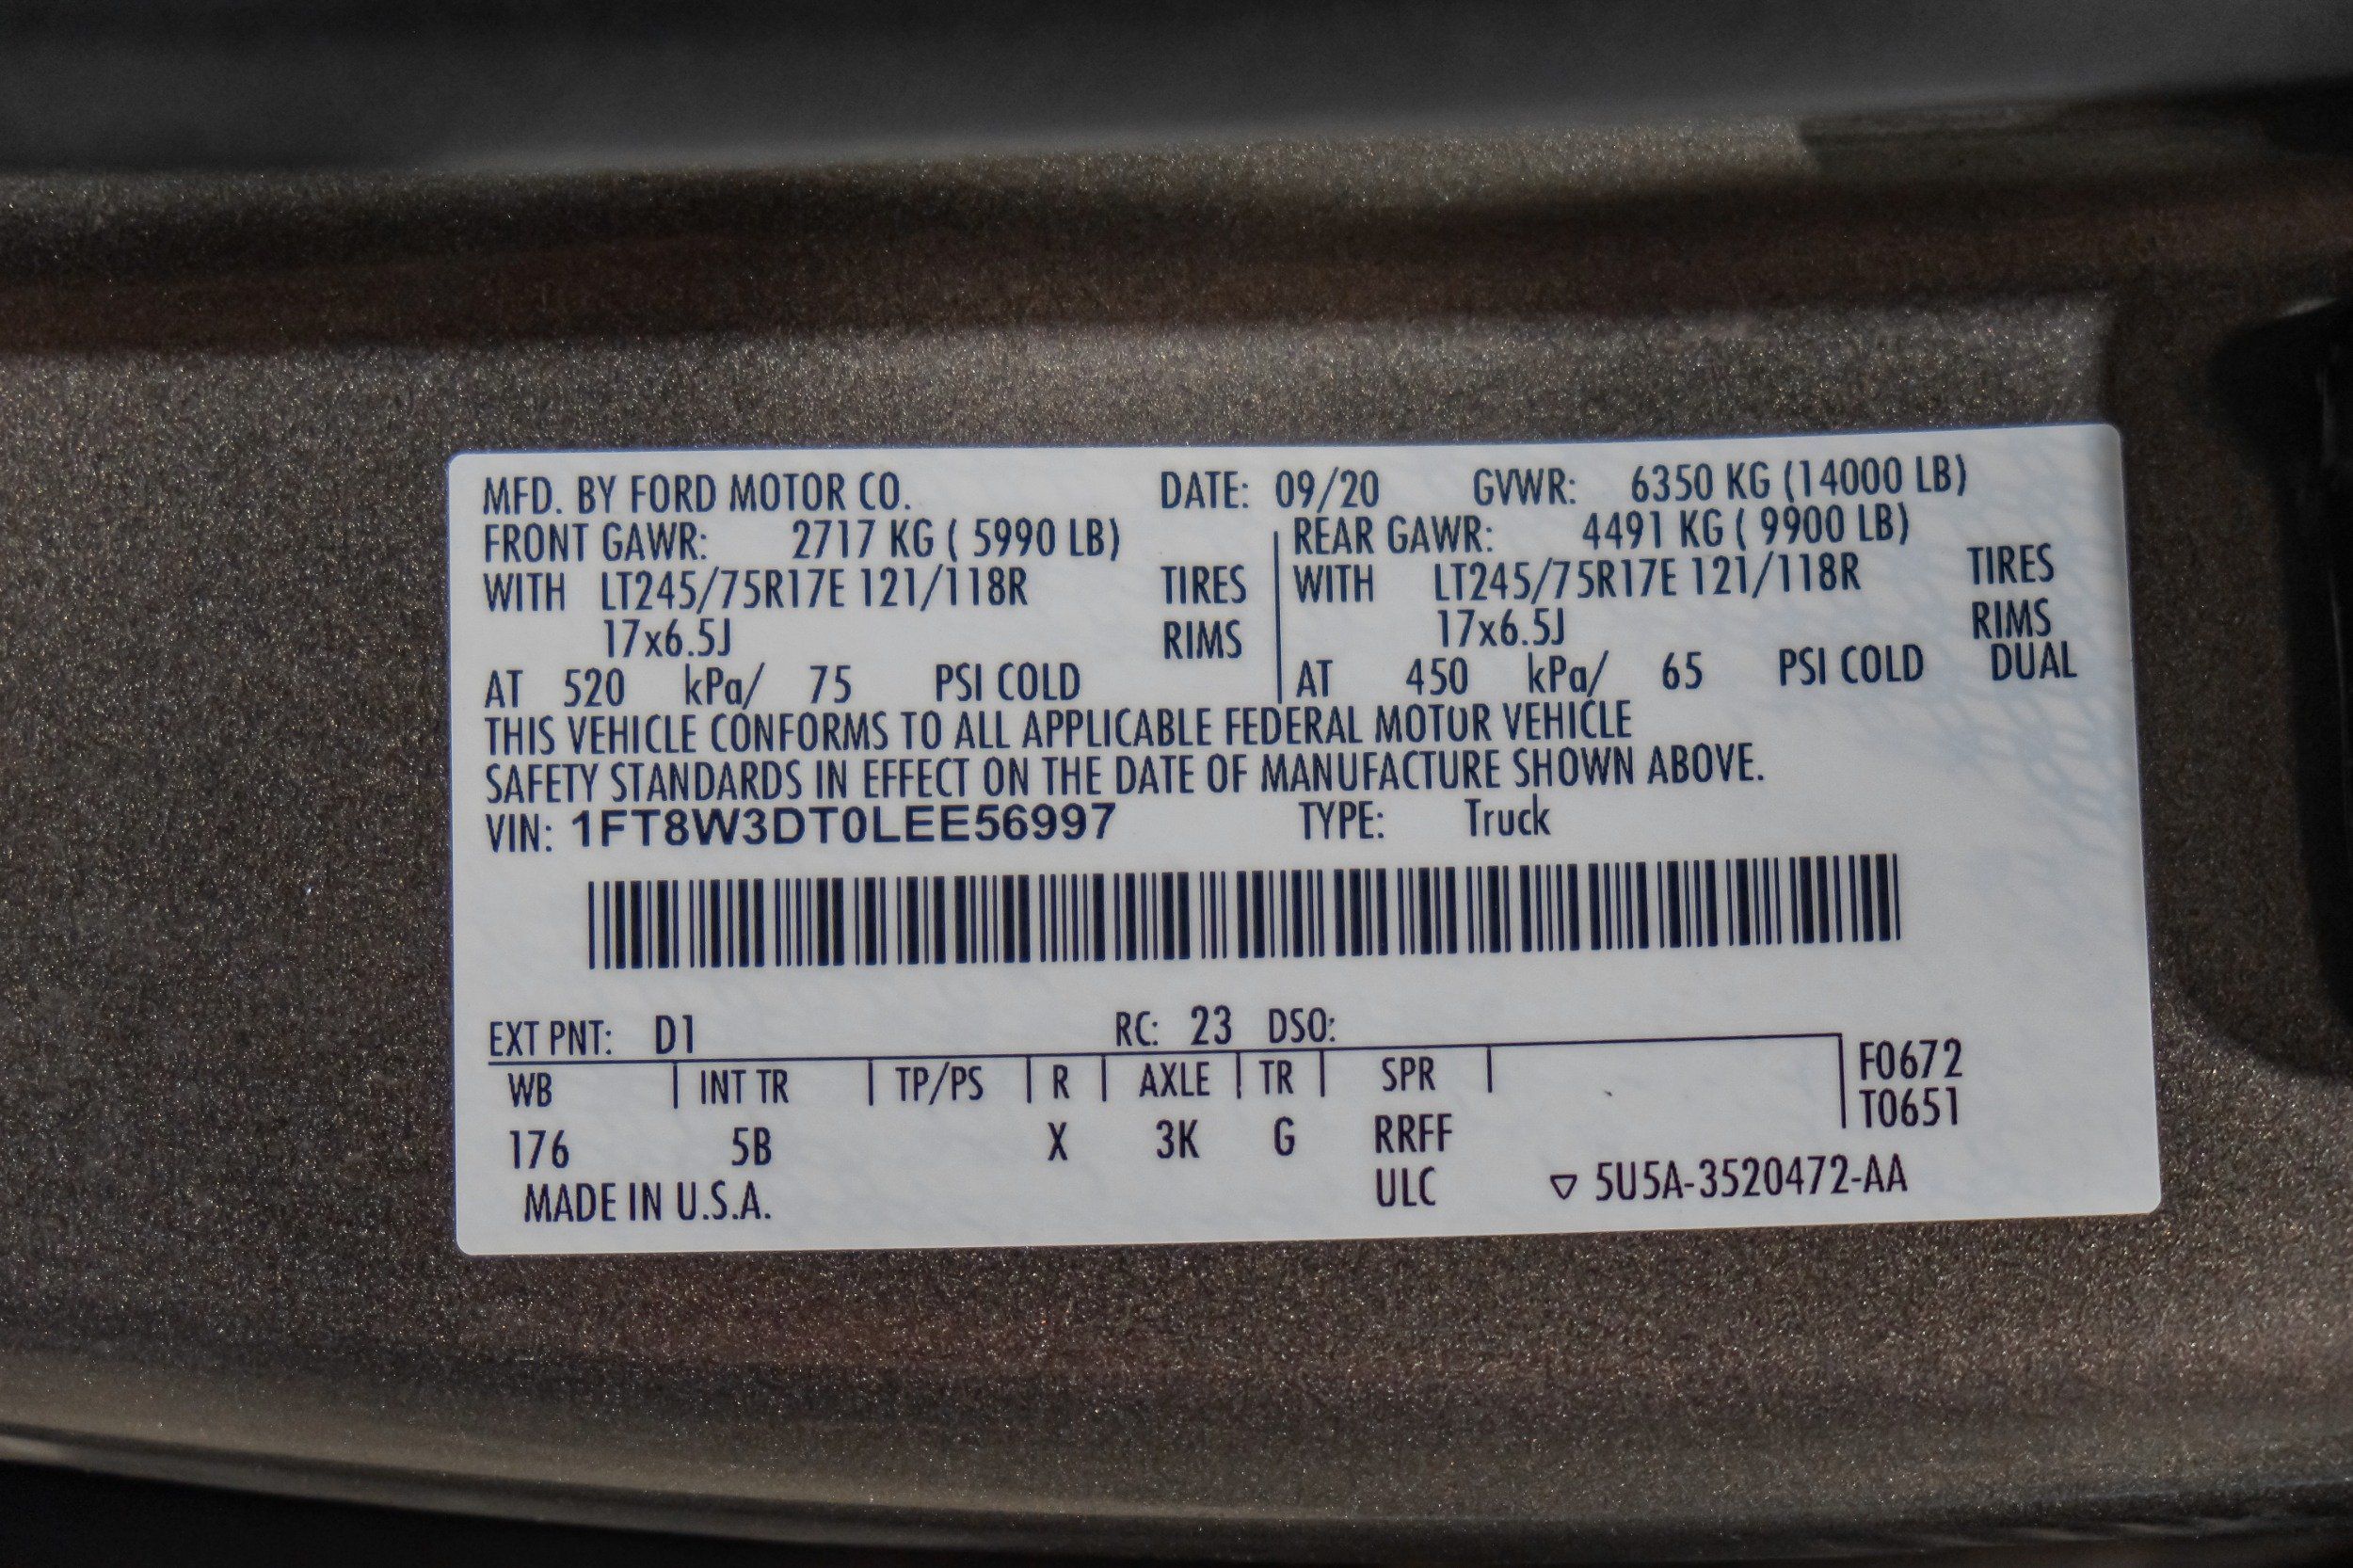 MFD. BY FORD MOTOR CO. DATE: 09/20 GVWR: 6350 KG (14000 LB)
FRONT GAWR: 2717 KG ( 5990 LB) REAR GAWR: 4491 KG ( 9900 LB)
WITH LT245/75R17E 121/118R TIRES WITH LT245/75R17E 121/118R TIRES
17x6.5J RIMS 17x6.5J RIMS
AT 520 kPa/ 75 PSI COLD AT 450 kPa/ 65 PSI COLD DUAL
THIS VEHICLE CONFORMS TO ALL APPLICABLE FEDERAL MOTOR VEHICLE
SAFETY STANDARDS IN EFFECT ON THE DATE OF MANUFACTURE SHOWN ABOVE.
VIN: 1FT8W3DT0LEE56997 TYPE: Truck
EXT PNT: D1 RC: 23 DSO:
WB INT TR TP/PS R AXLE TR SPR F0672
T0651
176 5B X 3K G RRFF
MADE IN U.S.A. ULC ▽ 5U5A-3520472-AA